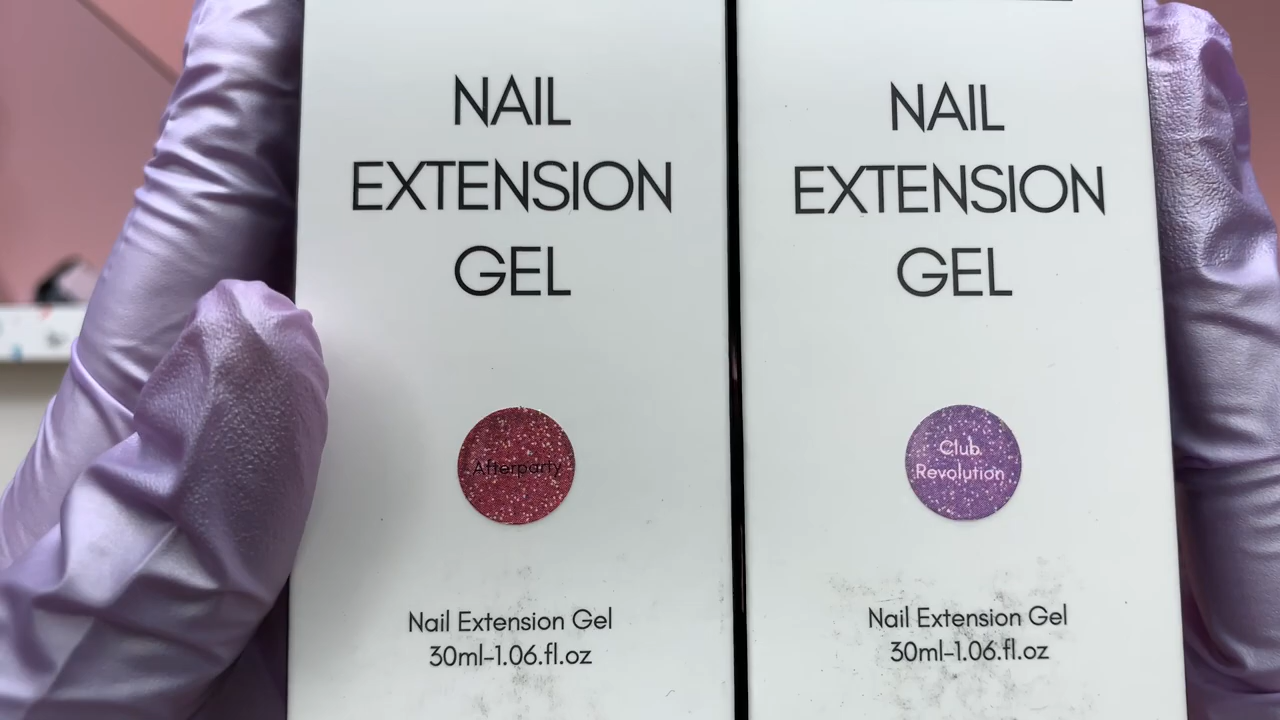 NAIL
EXTENSION
GEL
Afterparty
Nail Extension Gel
30ml-1.06.fl.oz
NAIL
EXTENSION
GEL
Club
Revolution
Nail Extension Gel
30ml-1.06.fl.oz